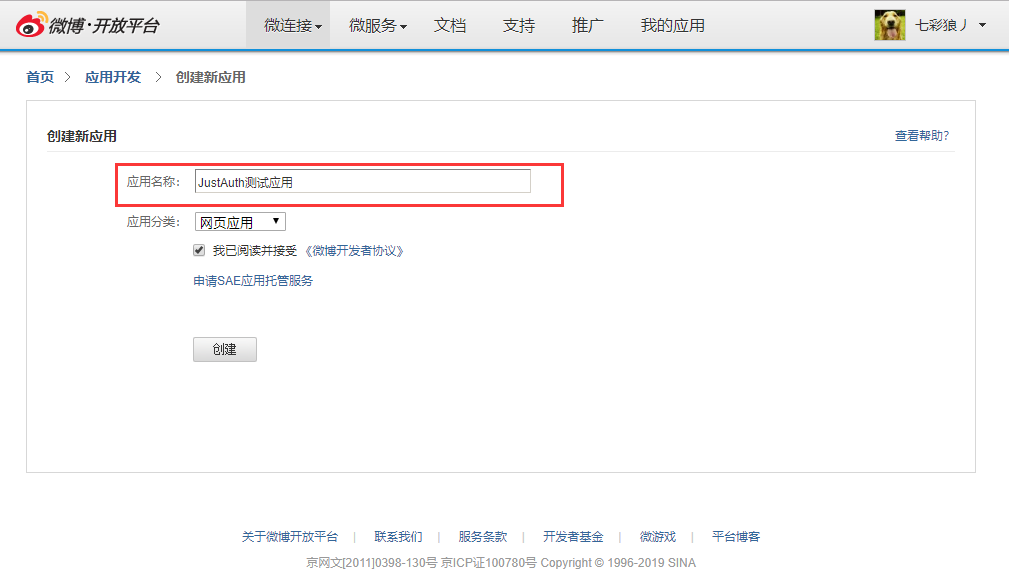 微博·开放平台 微连接 微服务 文档 支持 推广 我的应用 七彩狼丿
首页 > 应用开发 > 创建新应用
创建新应用 查看帮助?
应用名称: JustAuth测试应用
应用分类: 网页应用
我已阅读并接受 《微博开发者协议》
申请SAE应用托管服务
创建
关于微博开放平台 | 联系我们 | 服务条款 | 开发者基金 | 微游戏 | 平台博客
京网文[2011]0398-130号 京ICP证100780号 Copyright © 1996-2019 SINA